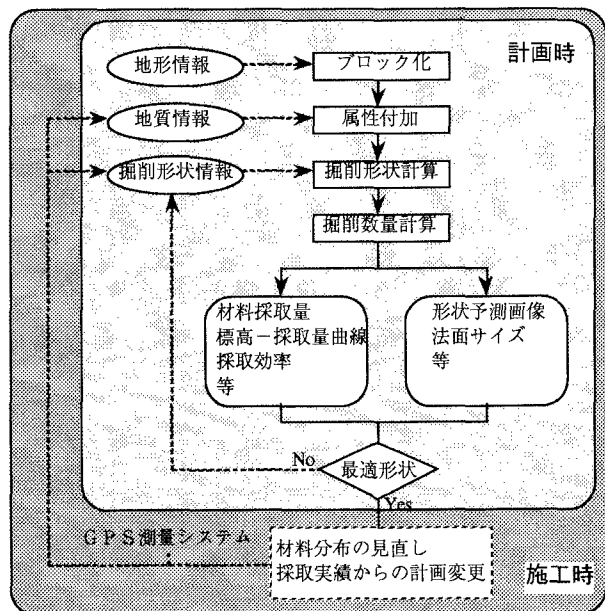 計画時
地形情報
ブロック化
地質情報
属性付加
掘削形状情報
掘削形状計算
掘削数量計算
材料採取量
標高－採取量曲線
採取効率
等
形状予測画像
法面サイズ
等
No
最適形状
Yes
GPS測量システム
材料分布の見直し
採取実績からの計画変更
施工時